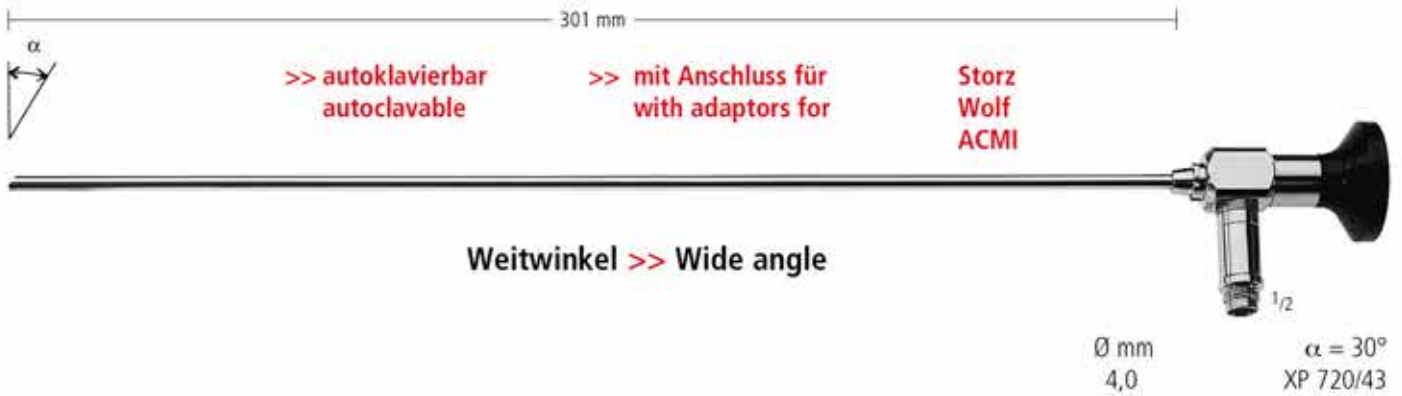 301 mm
α
>> autoklavierbar >> mit Anschluss für Storz
autoclavable with adaptors for Wolf
ACMI
Weitwinkel >> Wide angle
1/2
Ø mm α = 30°
4,0 XP 720/43